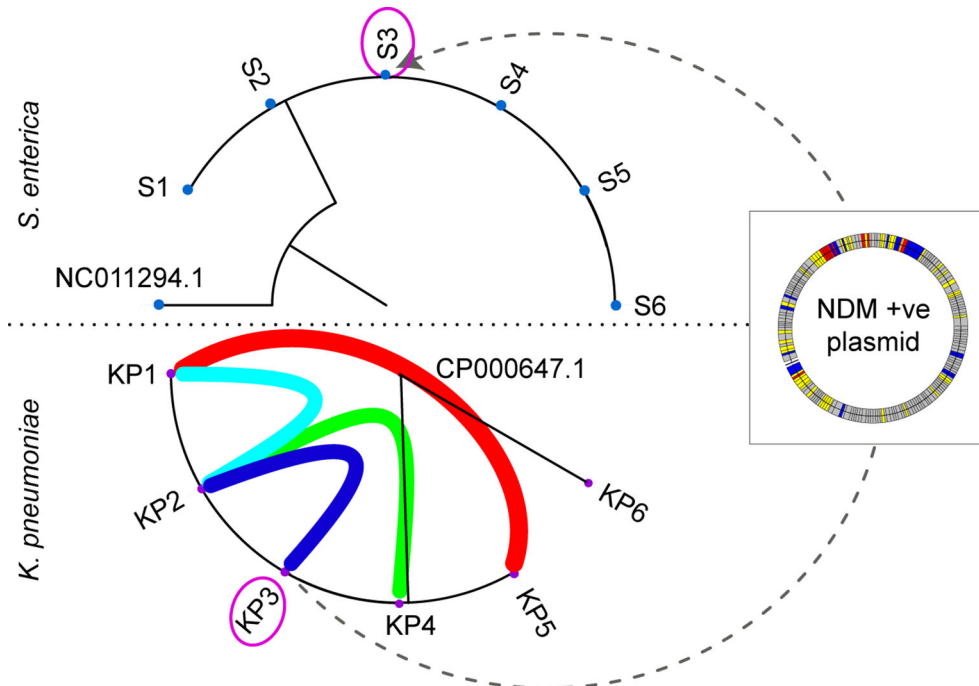 S. enterica
S1
S2
S3
S4
S5
S6
NC011294.1
NDM +ve
plasmid
K. pneumoniae
KP1
CP000647.1
KP2
KP3
KP4
KP5
KP6